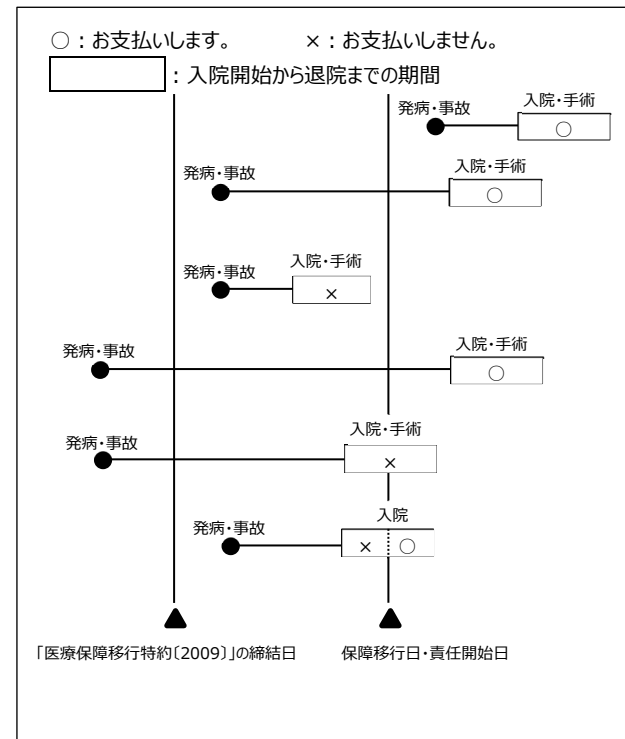 ○：お支払いします。 ×：お支払いしません。
：入院開始から退院までの期間
発病・事故 入院・手術
○
発病・事故 入院・手術
○
発病・事故 入院・手術
×
発病・事故 入院・手術
○
発病・事故 入院・手術
×
発病・事故 入院
× ○
「医療保障移行特約〔2009〕」の締結日 保障移行日・責任開始日